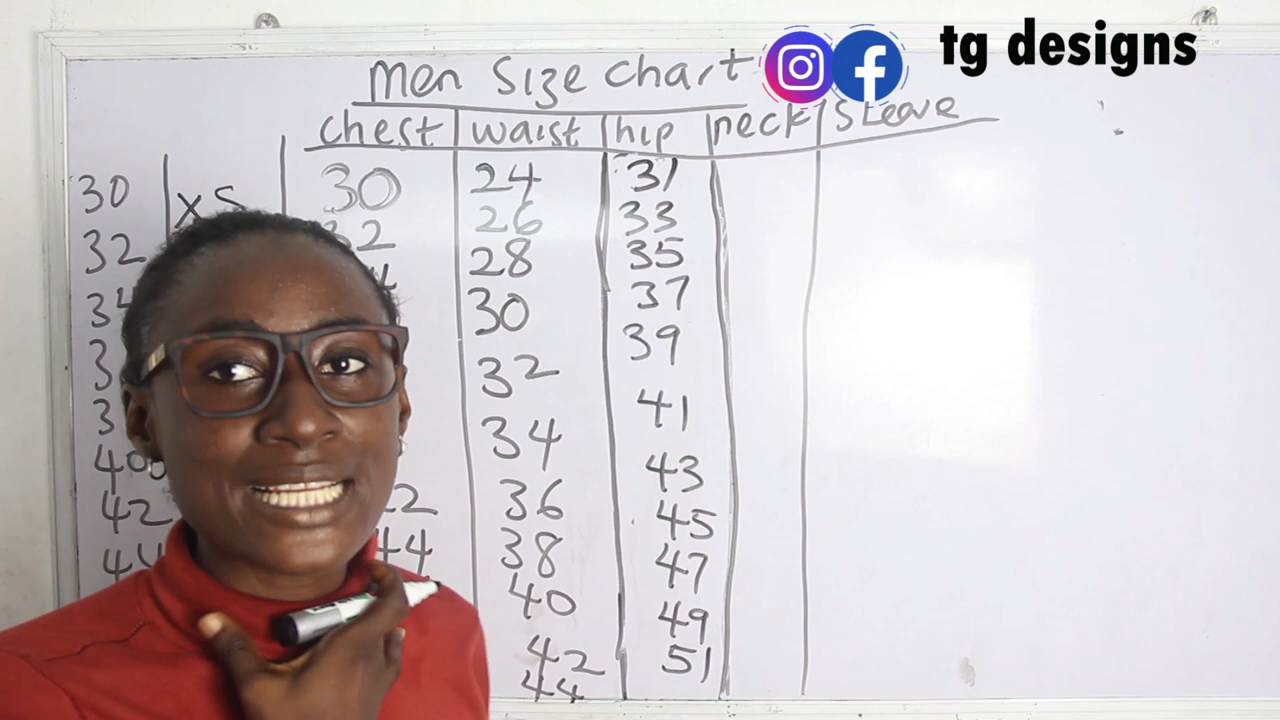 tg designs
men Size chart
chest waist hip neck sleave
30 XS 30 24 31
32 32 26 33
34 28 35
30 37
32 39
34 41
40 36 43
42 38 45
44 44 40 47
42 49
44 51